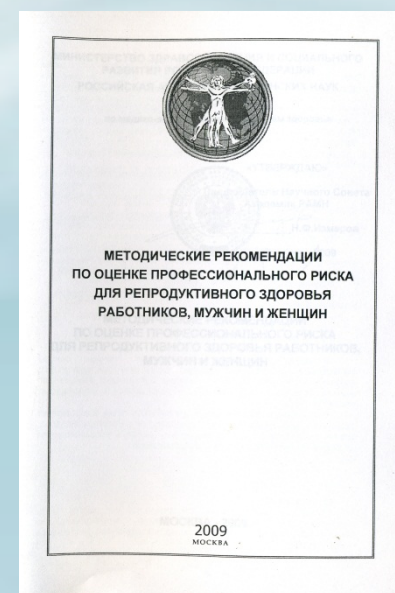 МЕТОДИЧЕСКИЕ РЕКОМЕНДАЦИИ
ПО ОЦЕНКЕ ПРОФЕССИОНАЛЬНОГО РИСКА
ДЛЯ РЕПРОДУКТИВНОГО ЗДОРОВЬЯ
РАБОТНИКОВ, МУЖЧИН И ЖЕНЩИН
2009
МОСКВА